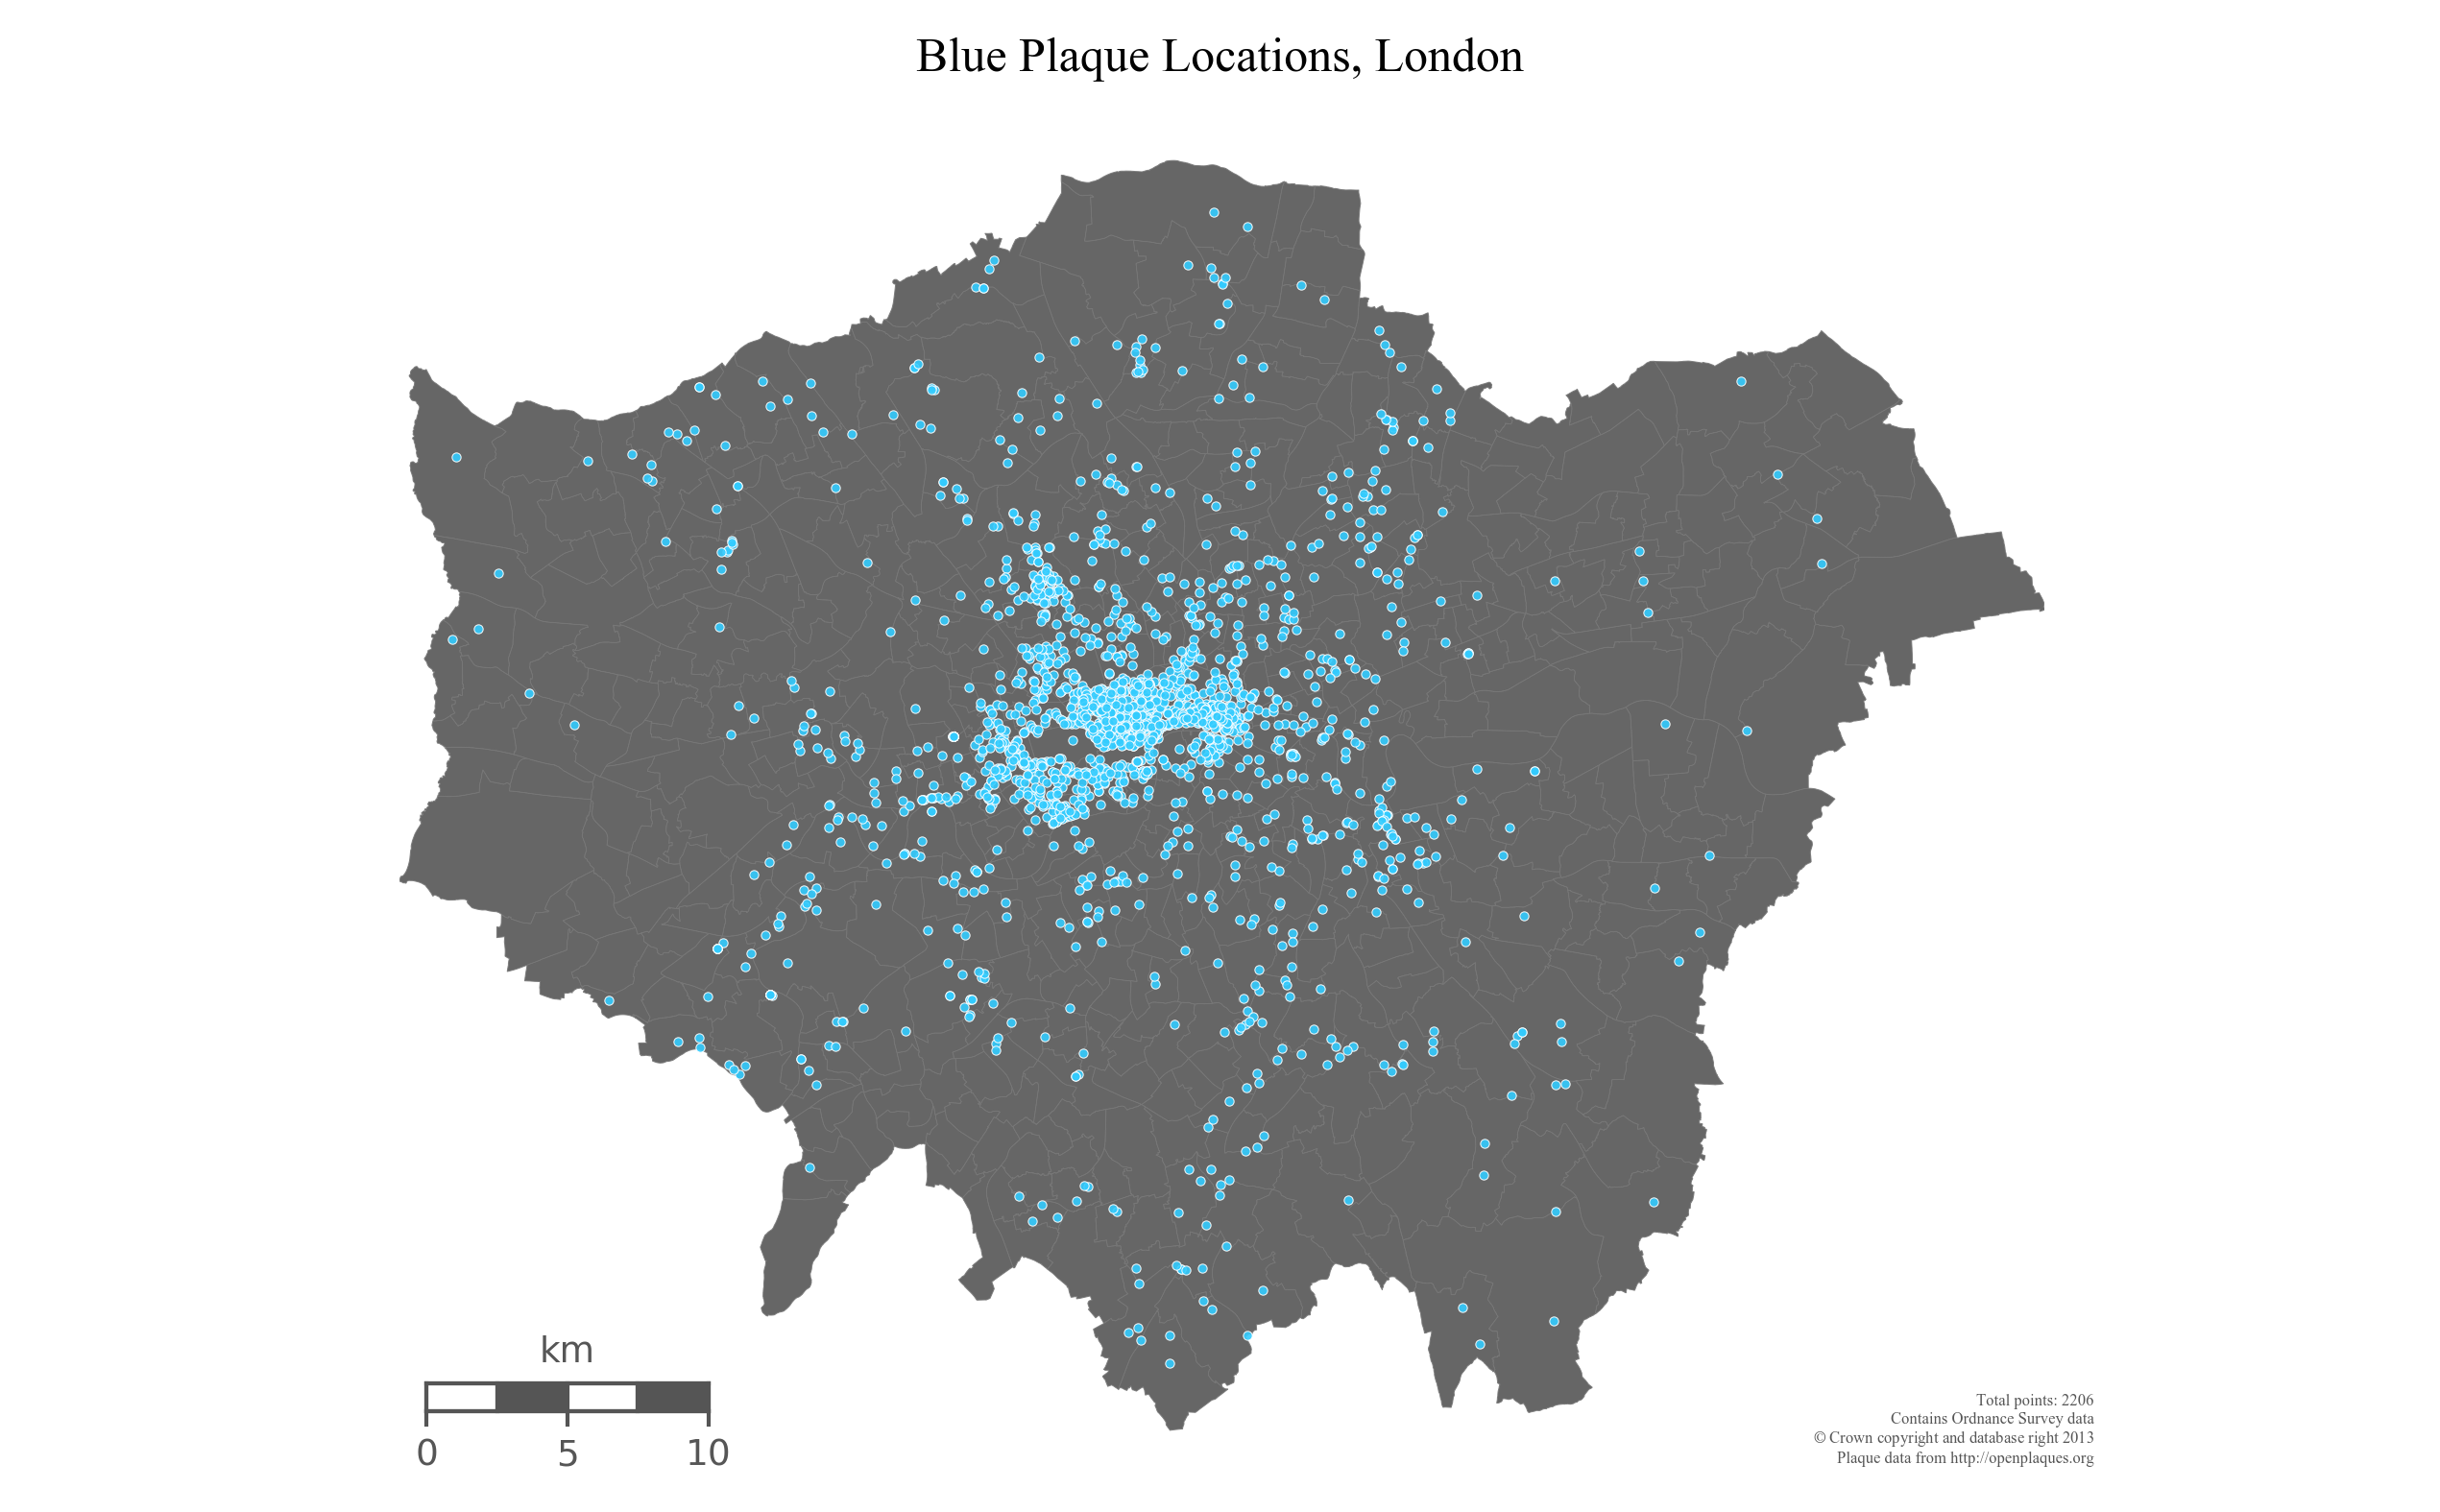 Blue Plaque Locations, London
km
0 5 10
Total points: 2206
Contains Ordnance Survey data
© Crown copyright and database right 2013
Plaque data from http://openplaques.org